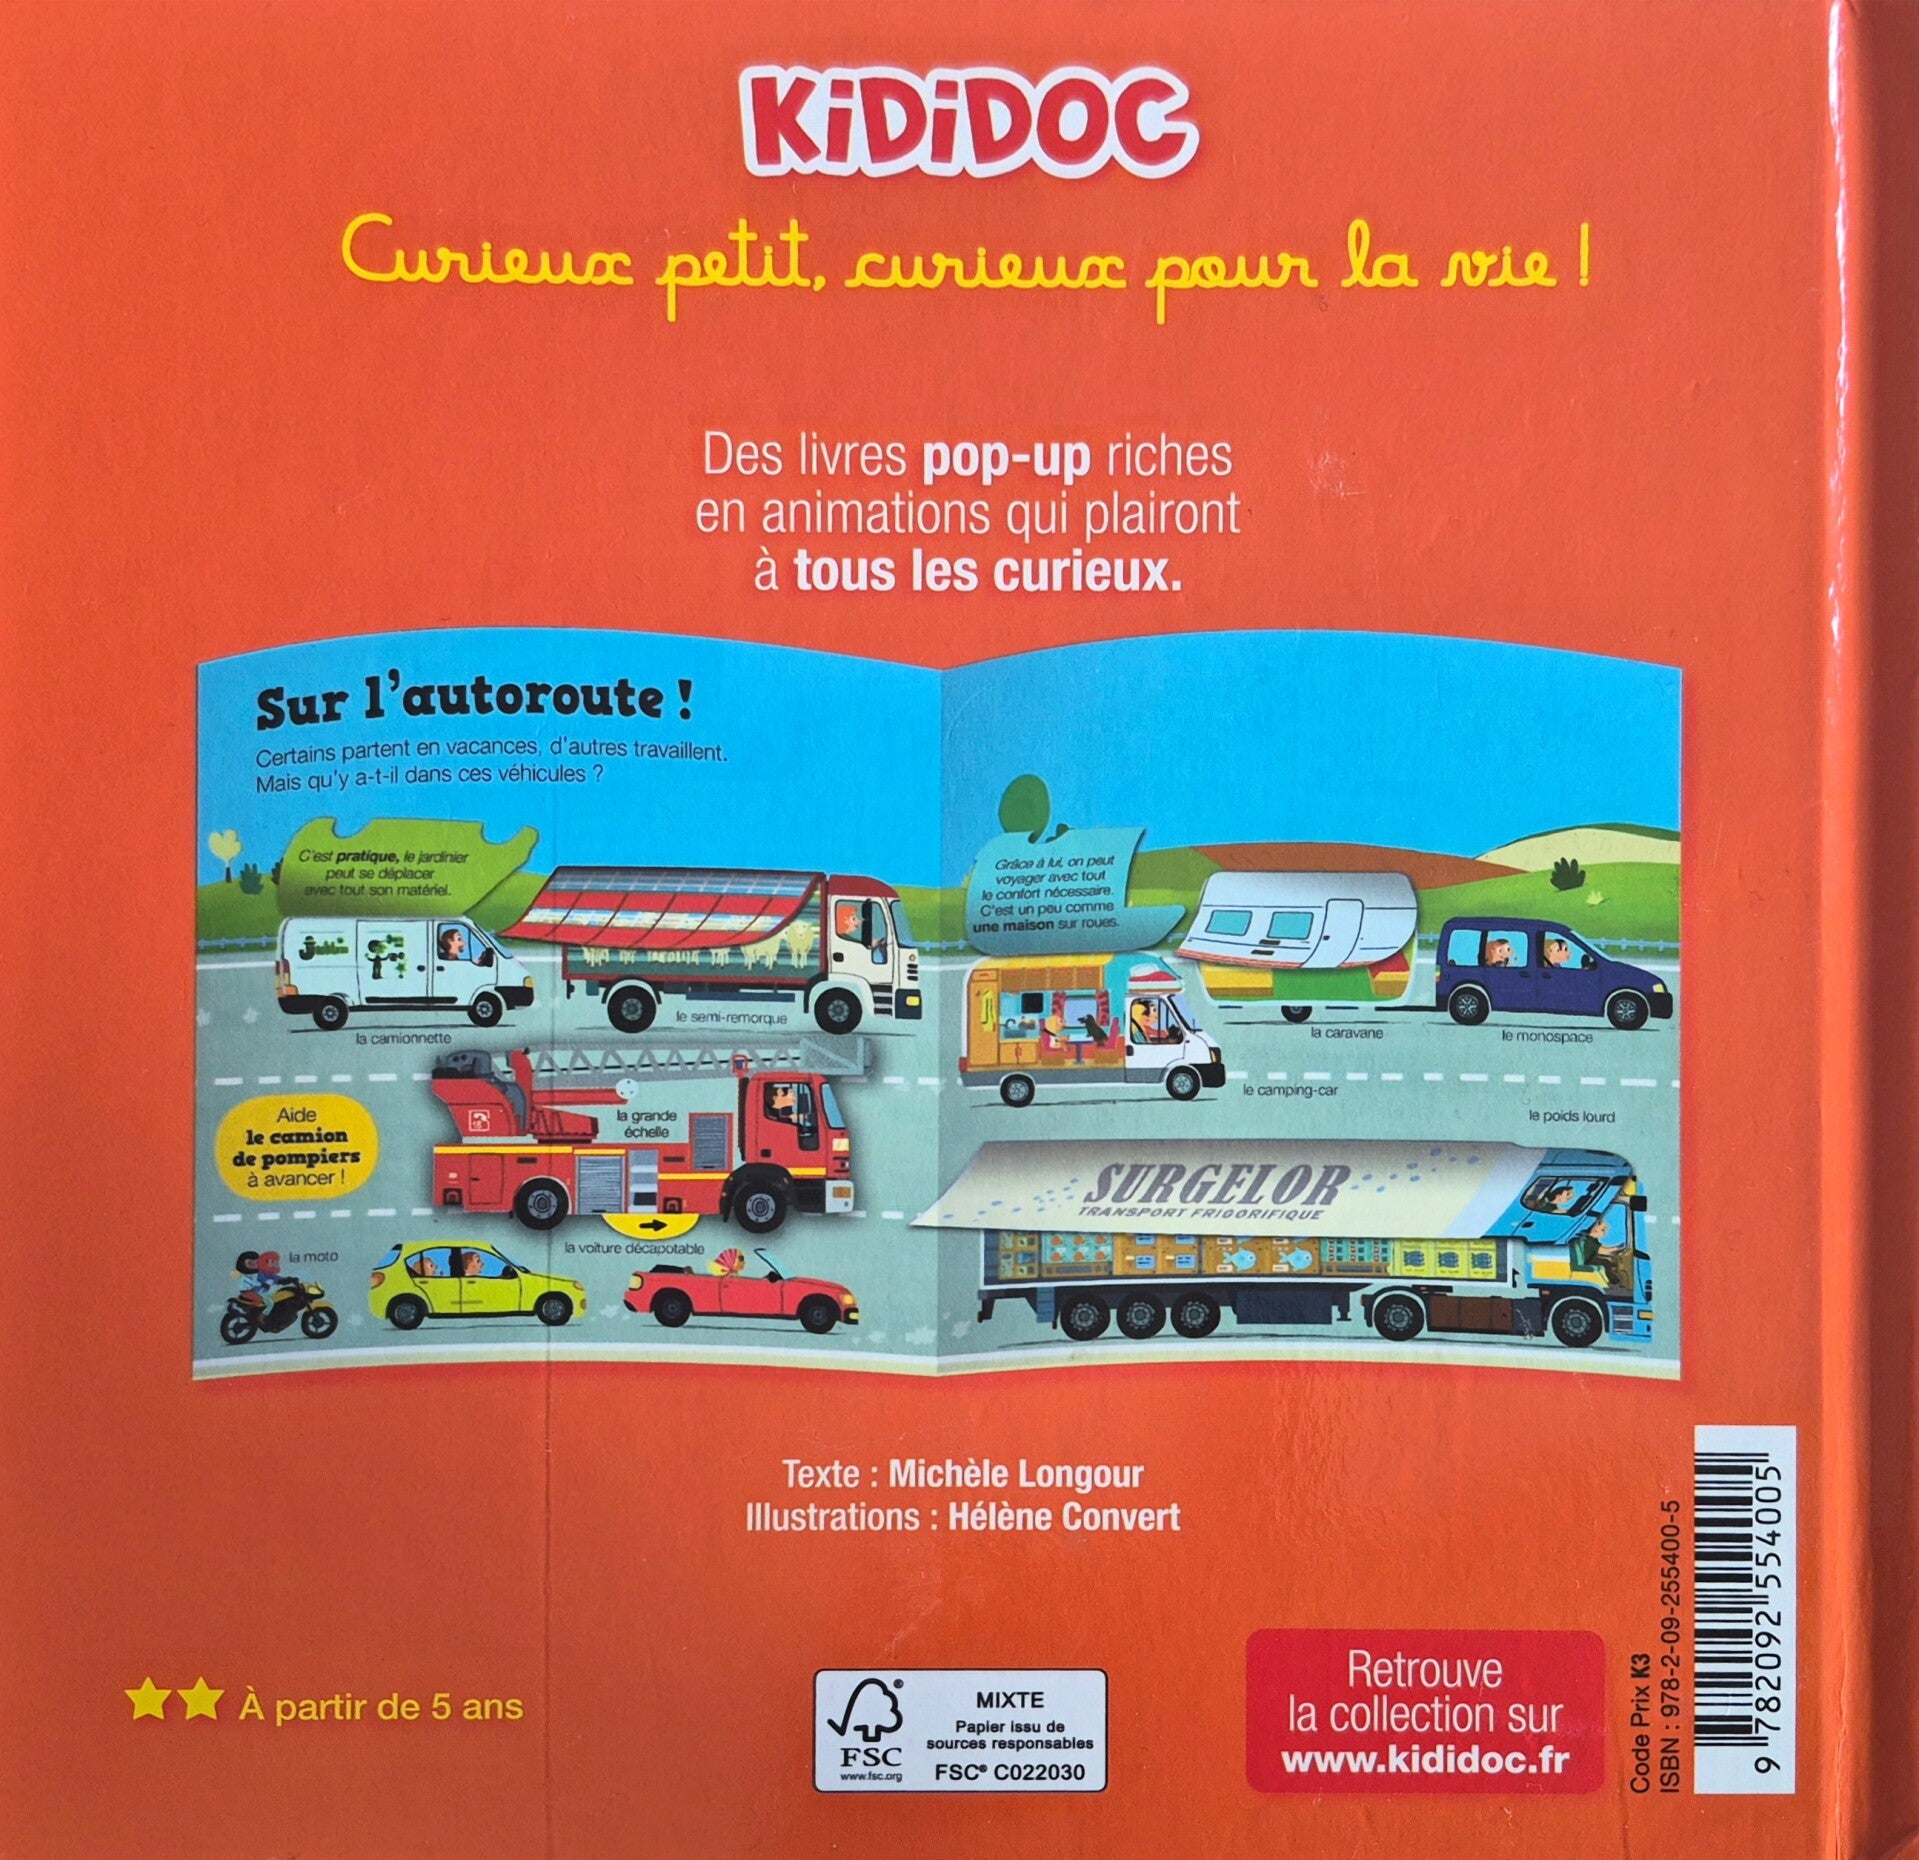 KiDiDOC
Curieux petit, curieux pour la vie !
Des livres pop-up riches
en animations qui plairont
à tous les curieux.
Sur l'autoroute !
Certains partent en vacances, d'autres travaillent.
Mais qu'y a-t-il dans ces véhicules ?
C'est pratique, le jardinier
peut se déplacer
avec tout son matériel.
la camionnette
le semi-remorque
Grâce à lui, on peut
voyager avec tout
le confort nécessaire.
C'est un peu comme
une maison sur roues.
la caravane
le monospace
le camping-car
le poids lourd
Aide
le camion
de pompiers
à avancer !
la grande
échelle
18
SURGELOR
TRANSPORT FRIGORIFIQUE
la moto
la voiture décapotable
Texte : Michèle Longour
Illustrations : Hélène Convert
À partir de 5 ans
FSC
www.fsc.org
MIXTE
Papier issu de
sources responsables
FSC® C022030
Retrouve
la collection sur
www.kididoc.fr
Code Prix K3
ISBN : 978-2-09-255400-5
9 782092 554005